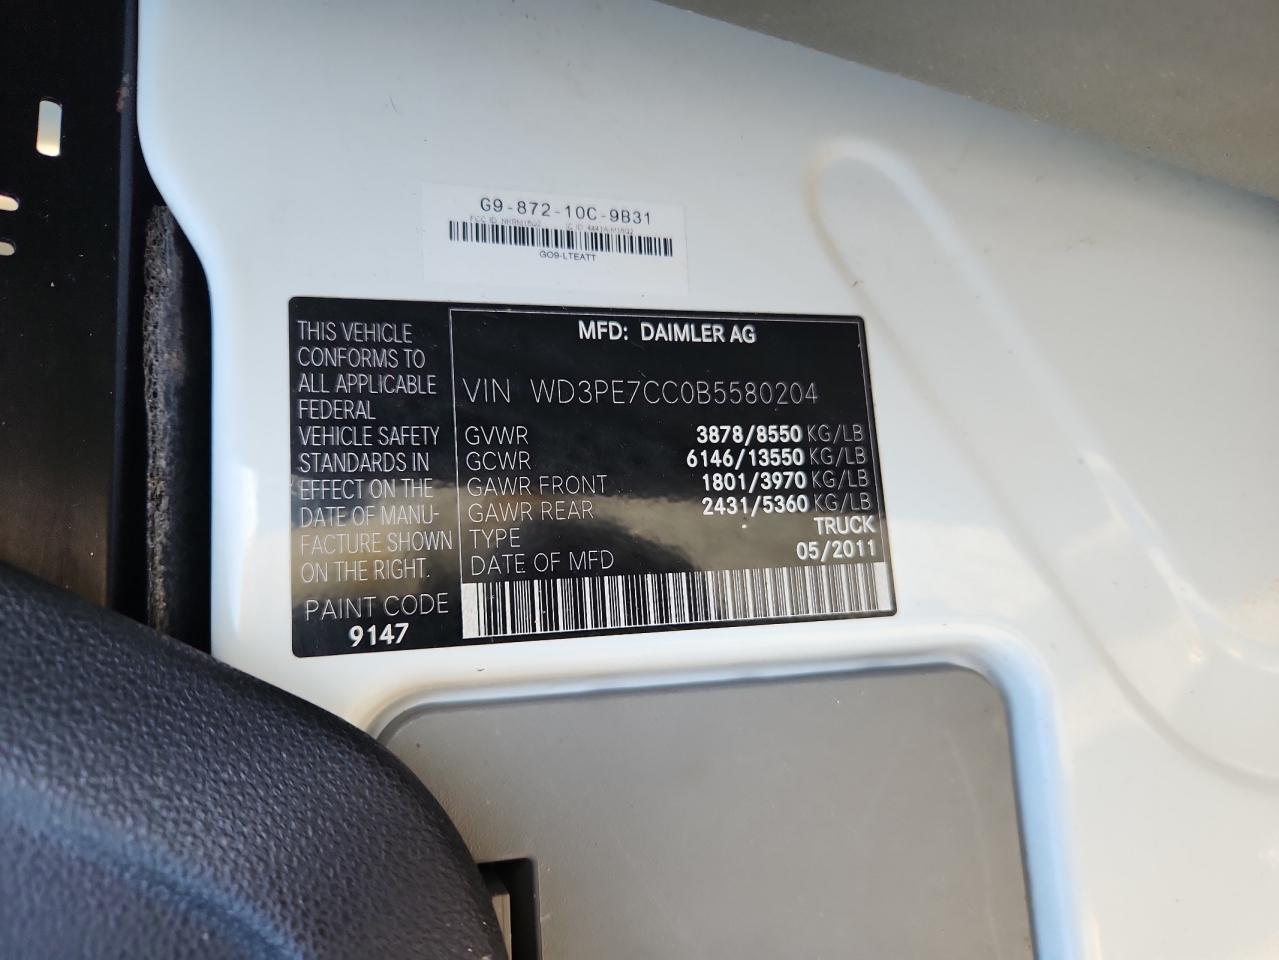 G9-872-10C-9B31
FCC ID
GO9-LTEATT
MFD: DAIMLER AG
THIS VEHICLE
CONFORMS TO
ALL APPLICABLE
FEDERAL
VEHICLE SAFETY
STANDARDS IN
EFFECT ON THE
DATE OF MANU-
FACTURE SHOWN
ON THE RIGHT.
PAINT CODE
9147
VIN WD3PE7CC0B5580204
GVWR 3878/8550 KG/LB
GCWR 6146/13550 KG/LB
GAWR FRONT 1801/3970 KG/LB
GAWR REAR 2431/5360 KG/LB
TYPE TRUCK
DATE OF MFD 05/2011